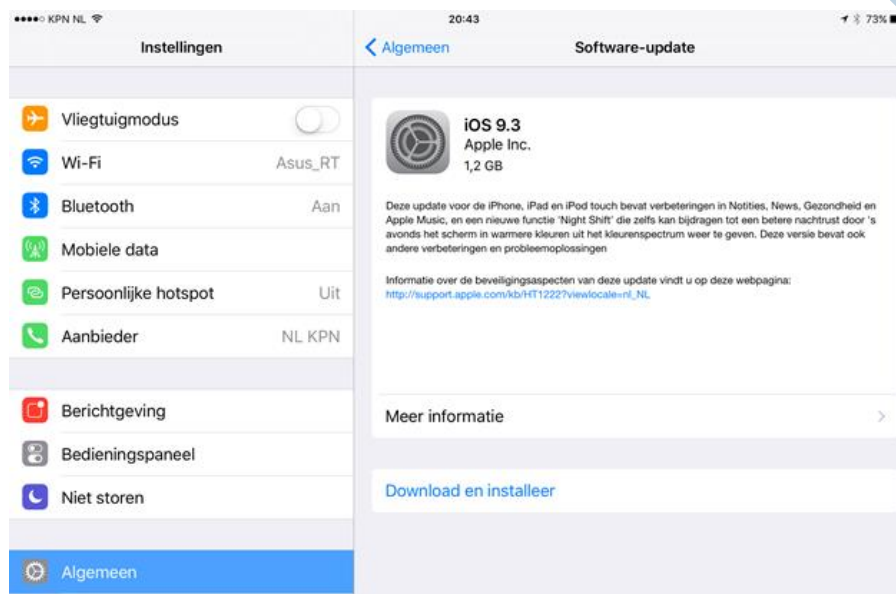 KPN NL
20:43
73%
Instellingen
Algemeen
Software-update
Vliegtuigmodus
Wi-Fi
Asus_RT
Bluetooth
Aan
Mobiele data
Persoonlijke hotspot
Uit
Aanbieder
NL KPN
Berichtgeving
Bedieningspaneel
Niet storen
Algemeen
iOS 9.3
Apple Inc.
1,2 GB
Deze update voor de iPhone, iPad en iPod touch bevat verbeteringen in Notities, News, Gezondheid en
Apple Music, en een nieuwe functie 'Night Shift' die zelfs kan bijdragen tot een betere nachtrust door 's
avonds het scherm in warmere kleuren uit het kleurenspectrum weer te geven. Deze versie bevat ook
andere verbeteringen en probleemoplossingen
Informatie over de beveiligingsaspecten van deze update vindt u op deze webpagina:
http://support.apple.com/kb/HT1222?viewlocale=nl_NL
Meer informatie
Download en installeer